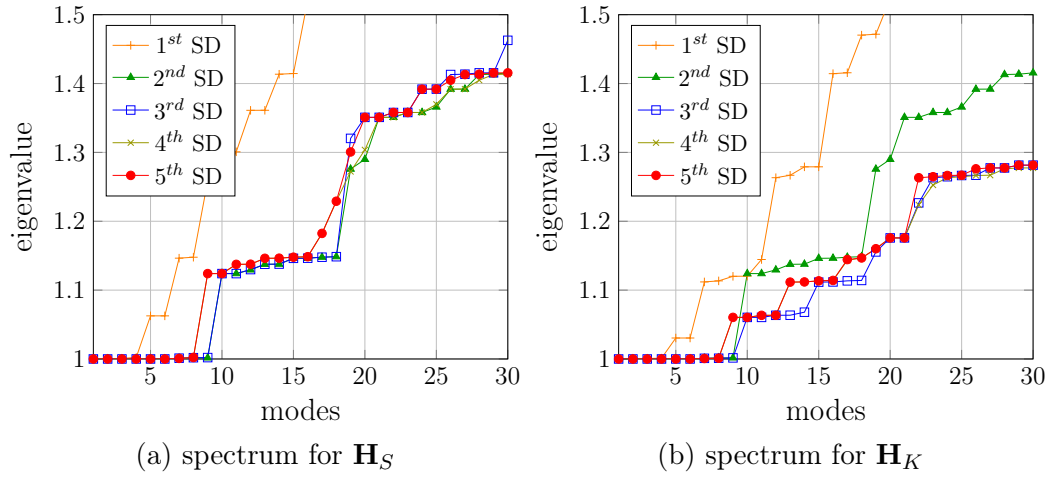 1.5
1.4
1.3
1.2
1.1
1
eigenvalue
5 10 15 20 25 30
modes
1st SD
2nd SD
3rd SD
4th SD
5th SD
(a) spectrum for H_S
1.5
1.4
1.3
1.2
1.1
1
eigenvalue
5 10 15 20 25 30
modes
1st SD
2nd SD
3rd SD
4th SD
5th SD
(b) spectrum for H_K